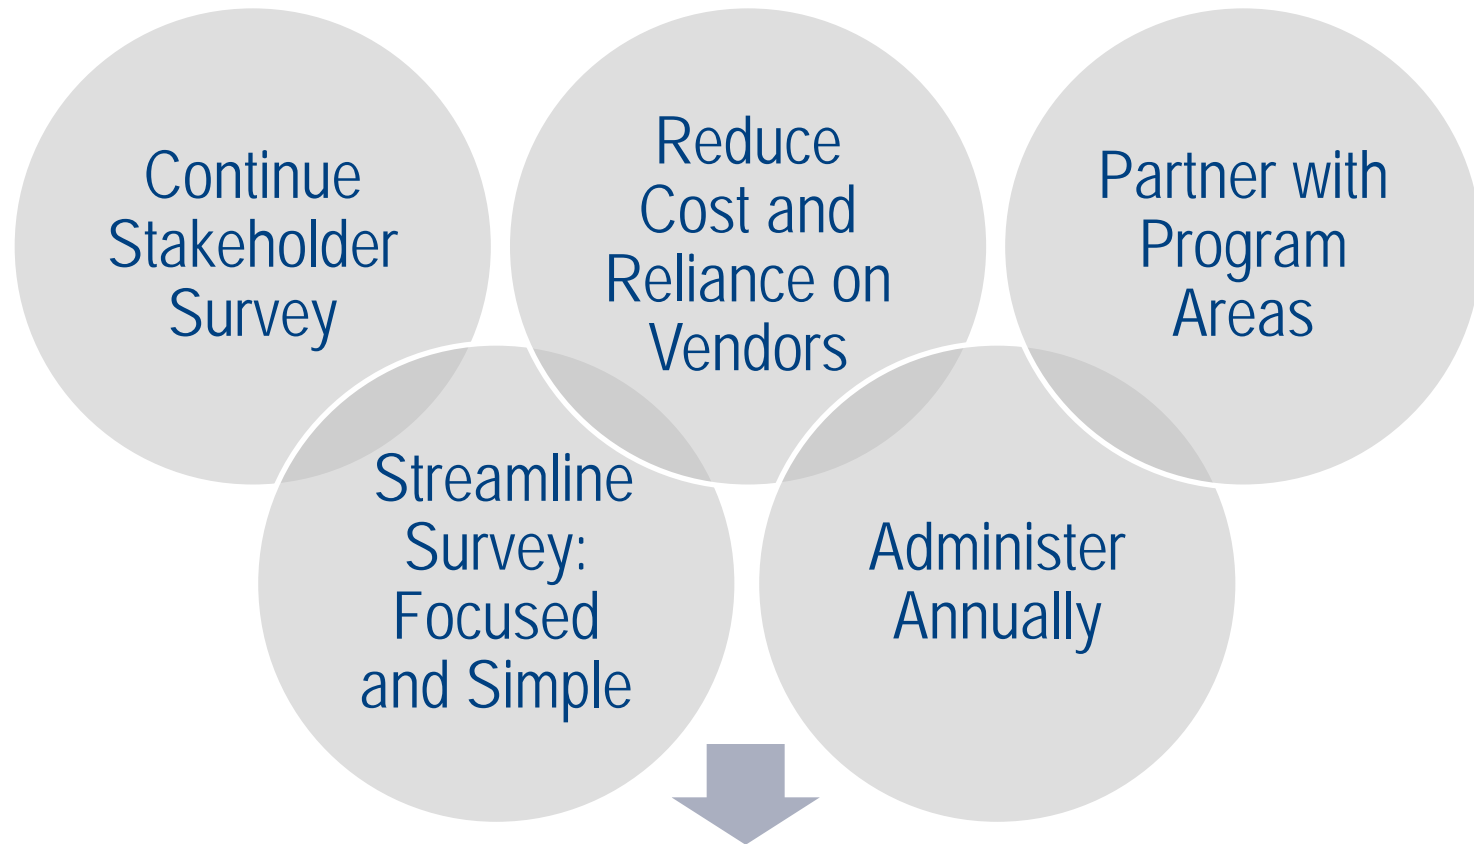 Continue
Stakeholder
Survey
Reduce
Cost and
Reliance on
Vendors
Partner with
Program
Areas
Streamline
Survey:
Focused
and Simple
Administer
Annually